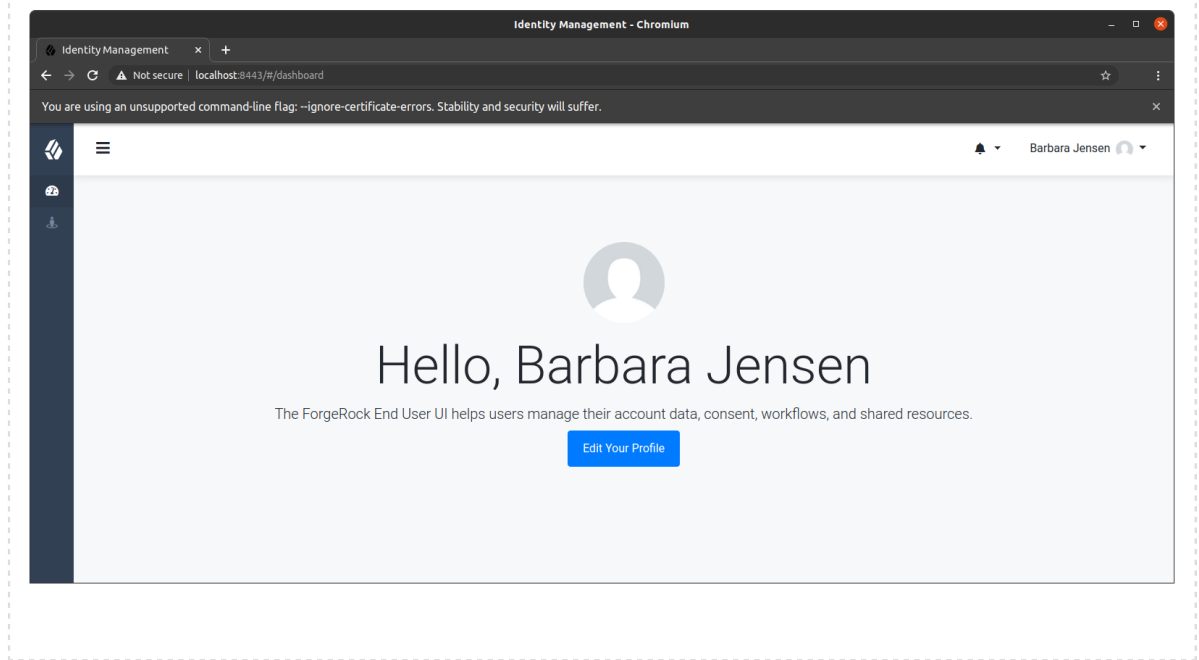 Identity Management - Chromium
Identity Management
Not secure | localhost:8443/#/dashboard
You are using an unsupported command-line flag: --ignore-certificate-errors. Stability and security will suffer.
Barbara Jensen
Hello, Barbara Jensen
The ForgeRock End User UI helps users manage their account data, consent, workflows, and shared resources.
Edit Your Profile